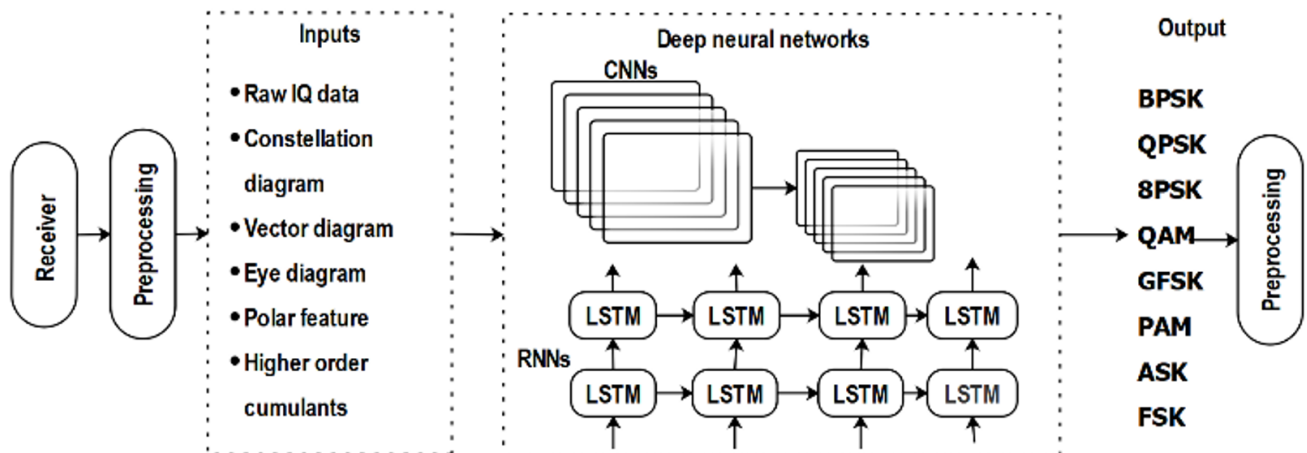 Receiver
Preprocessing
Inputs
• Raw IQ data
• Constellation
diagram
• Vector diagram
• Eye diagram
• Polar feature
• Higher order
cumulants
Deep neural networks
CNNs
LSTM LSTM LSTM LSTM
RNNs
LSTM LSTM LSTM LSTM
Output
BPSK
QPSK
8PSK
QAM
GFSK
PAM
ASK
FSK
Preprocessing